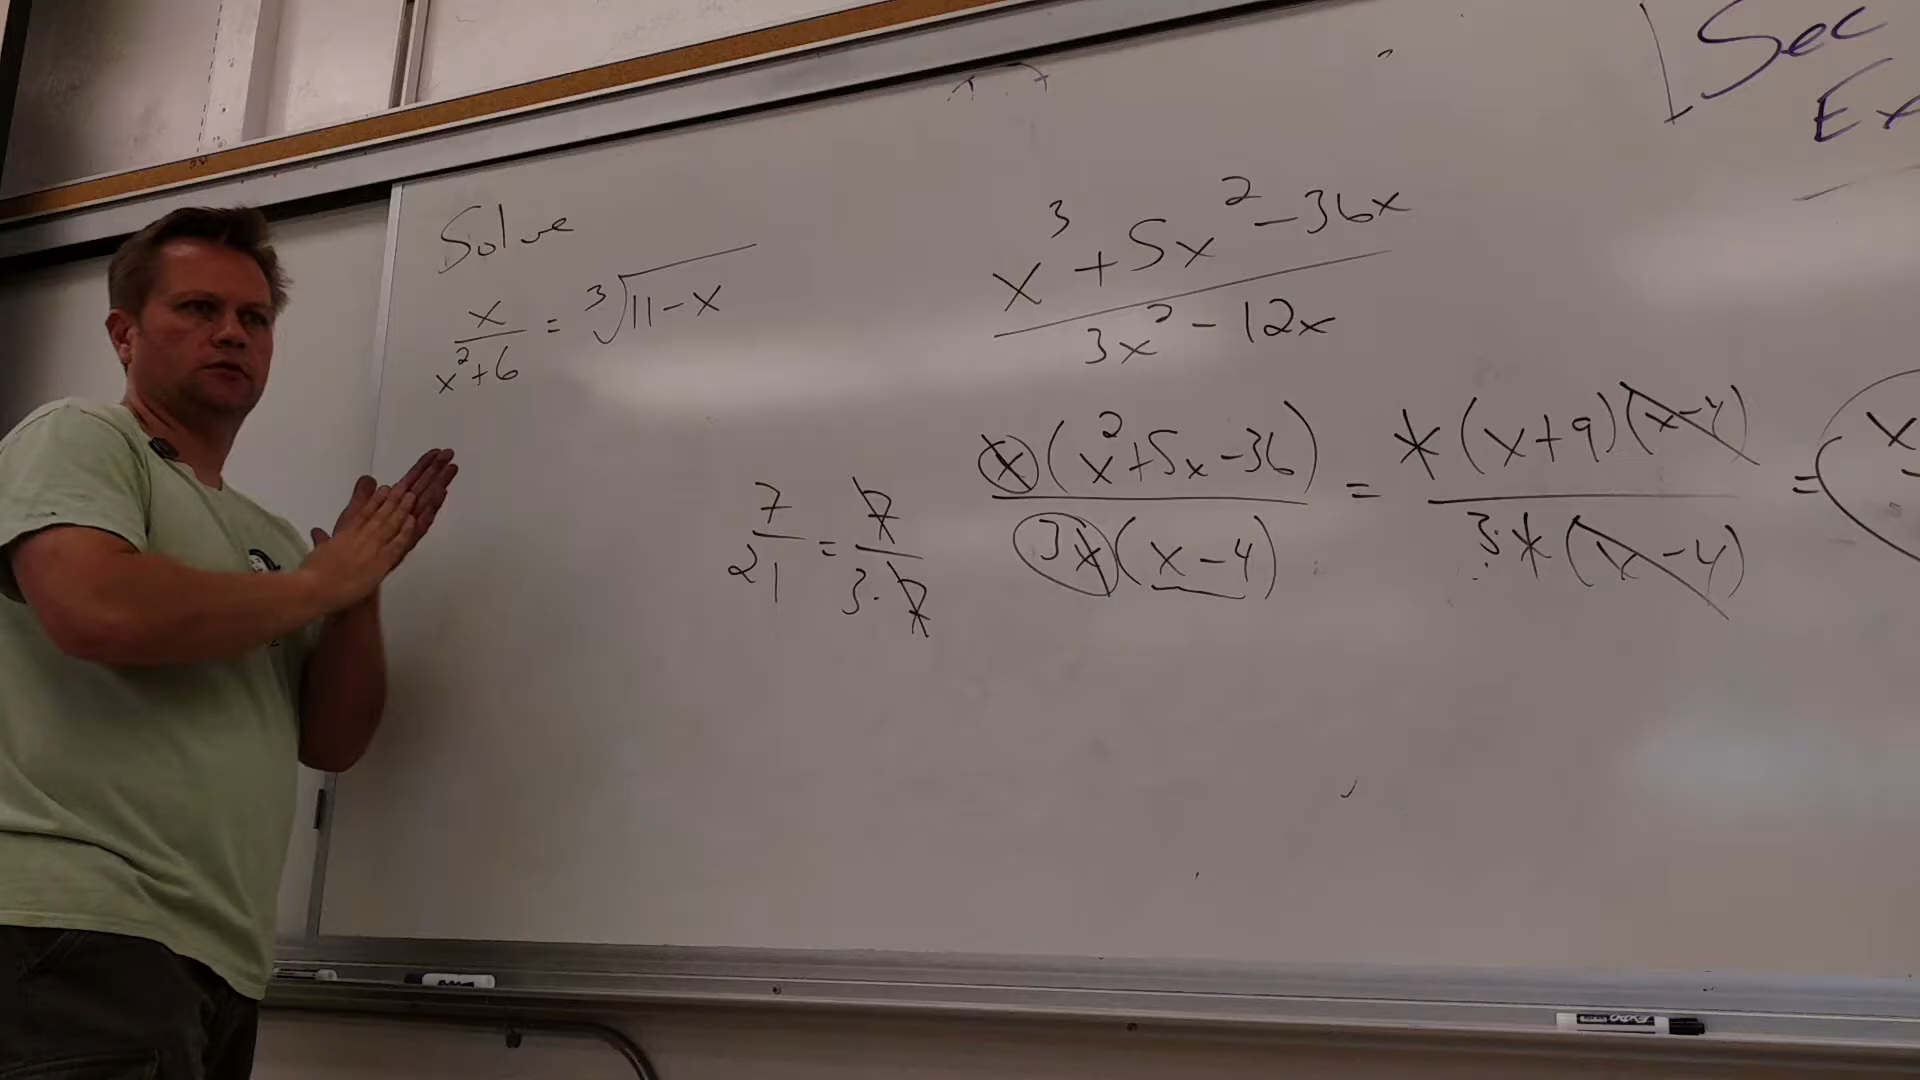 Solve
x/(x²+6) = ∛(11-x)
(x³+5x²-36x)/(3x²-12x)
7/21 = 7/(3·7)
x(x²+5x-36)/(3x(x-4)) = x(x+9)(x-4)/(3·x(x-4)) = x
Sec
Ex